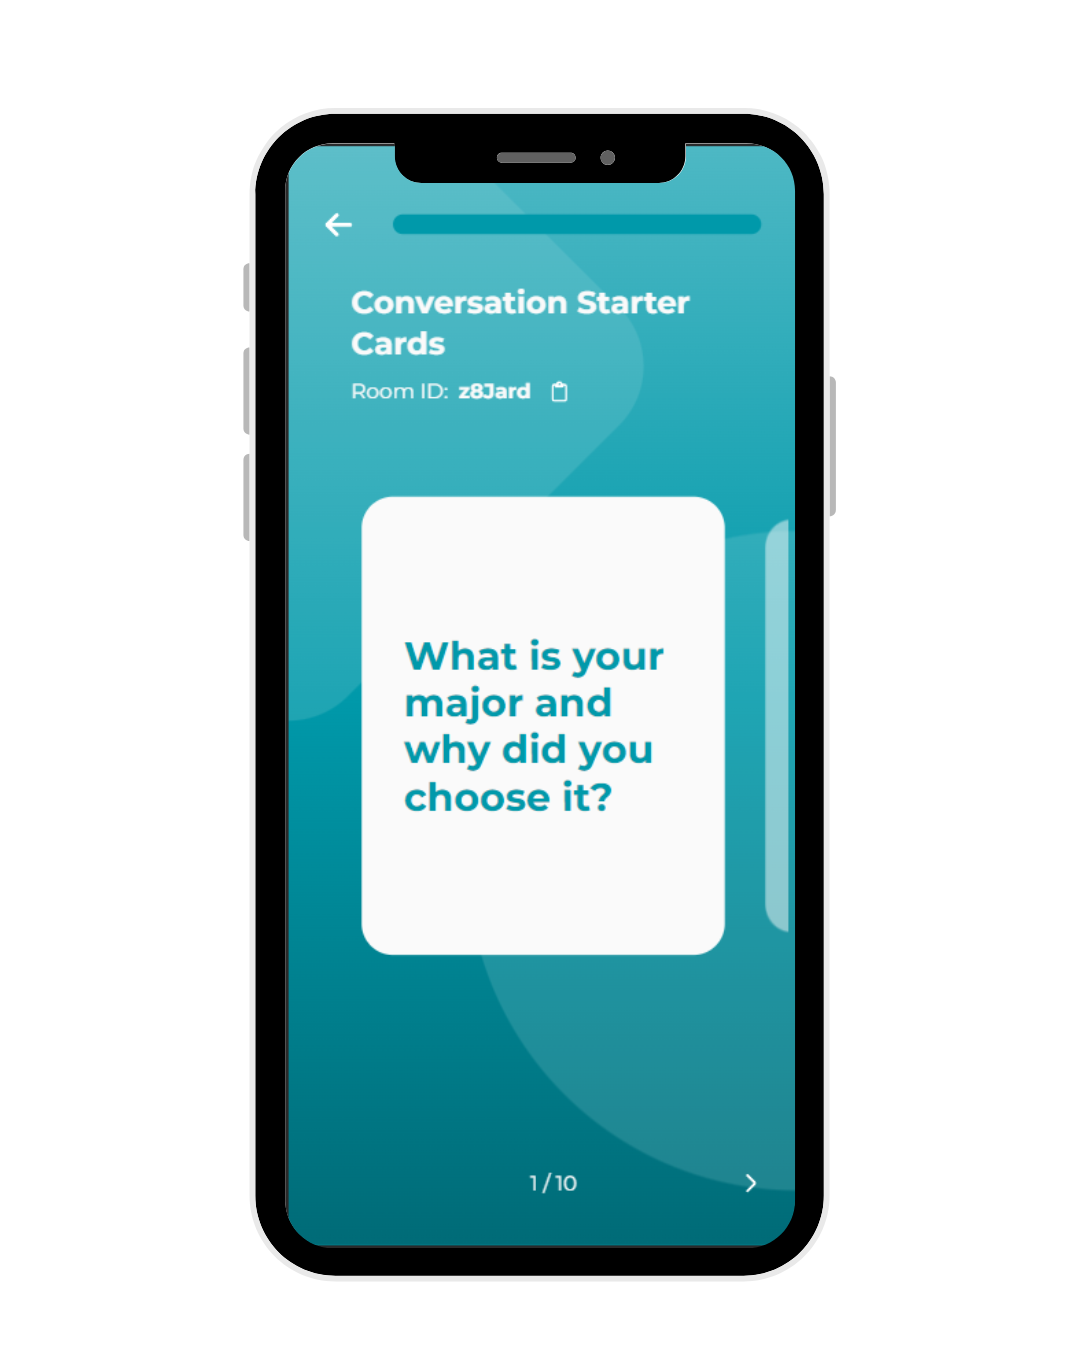 Conversation Starter
Cards
Room ID: z8Jard
What is your
major and
why did you
choose it?
1 / 10